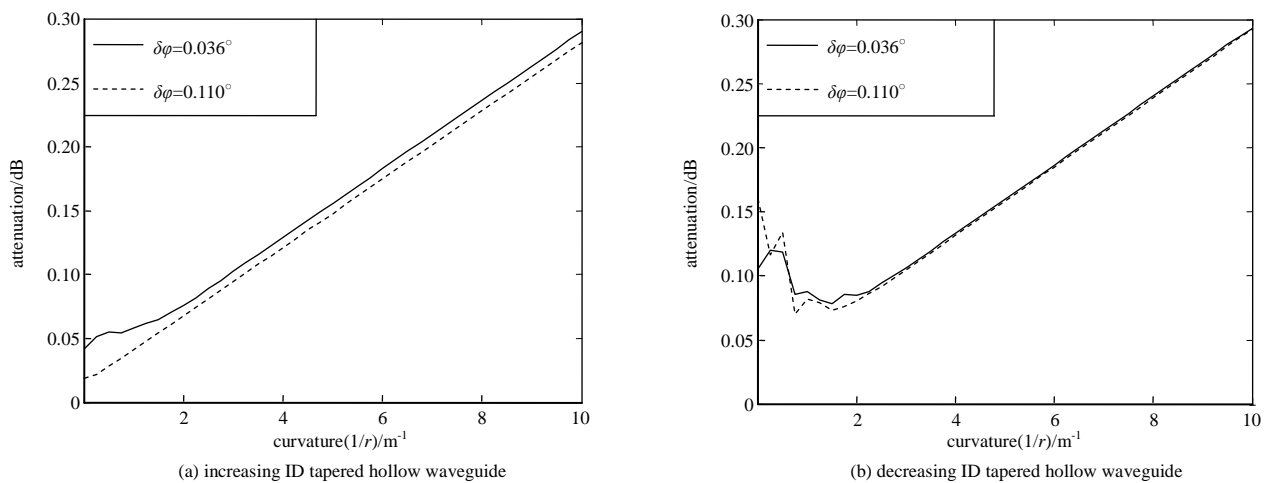 0.30
0.25
0.20
0.15
0.10
0.05
0
attenuation/dB
δφ=0.036°
δφ=0.110°
2 4 6 8 10
curvature(1/r)/m⁻¹
(a) increasing ID tapered hollow waveguide
0.30
0.25
0.20
0.15
0.10
0.05
0
attenuation/dB
δφ=0.036°
δφ=0.110°
2 4 6 8 10
curvature(1/r)/m⁻¹
(b) decreasing ID tapered hollow waveguide